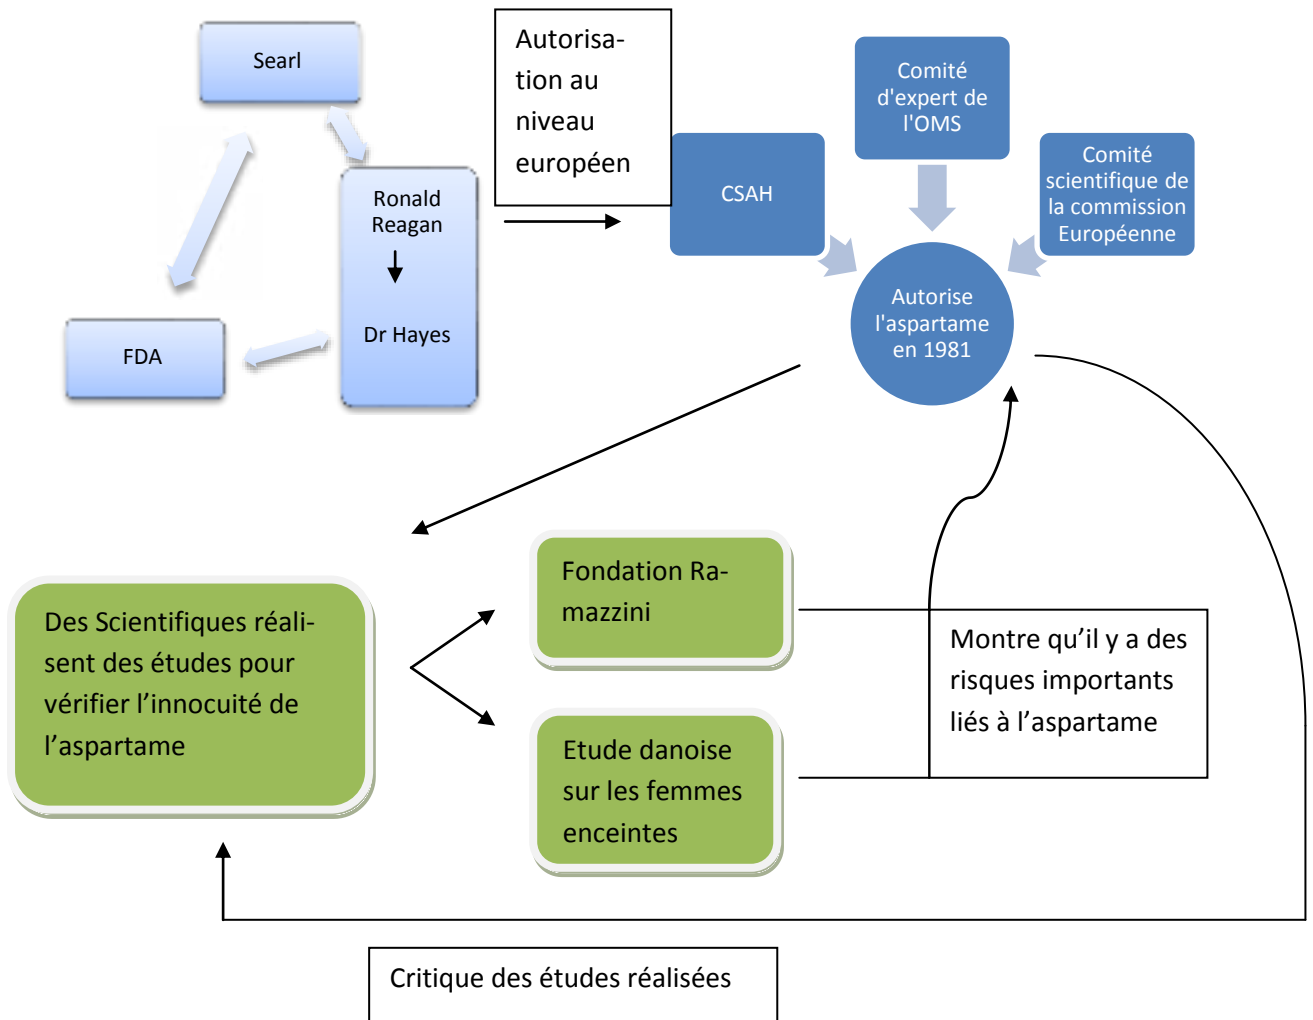 Searl
Ronald
Reagan
Dr Hayes
FDA
Autorisa-
tion au
niveau
européen
CSAH
Comité
d'expert de
l'OMS
Comité
scientifique de
la commission
Européenne
Autorise
l'aspartame
en 1981
Des Scientifiques réali-
sent des études pour
vérifier l’innocuité de
l’aspartame
Fondation Ra-
mazzini
Etude danoise
sur les femmes
enceintes
Montre qu’il y a des
risques importants
liés à l’aspartame
Critique des études réalisées